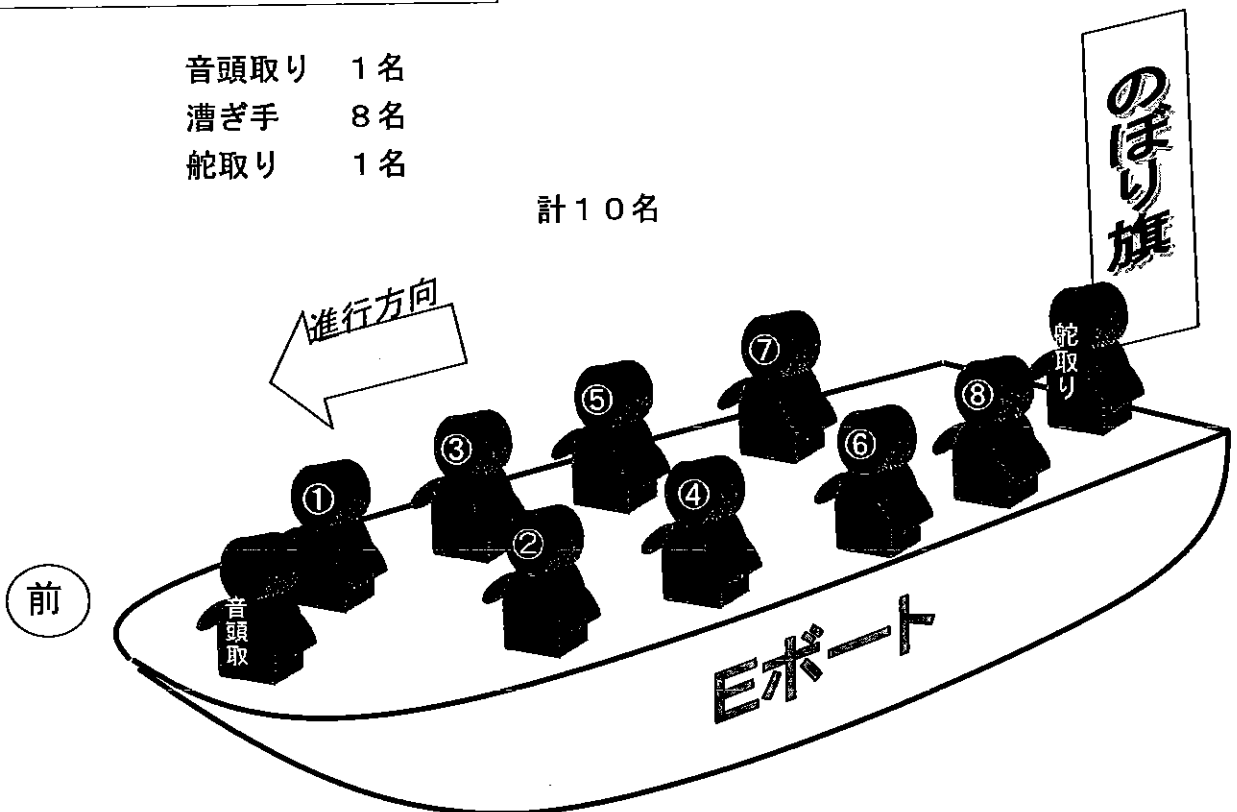 音頭取り　１名
漕ぎ手　８名
舵取り　１名
計１０名
のぼり旗
進行方向
舵取り
⑦
⑤
⑧
③
⑥
①
④
②
前
音頭取
Eボート